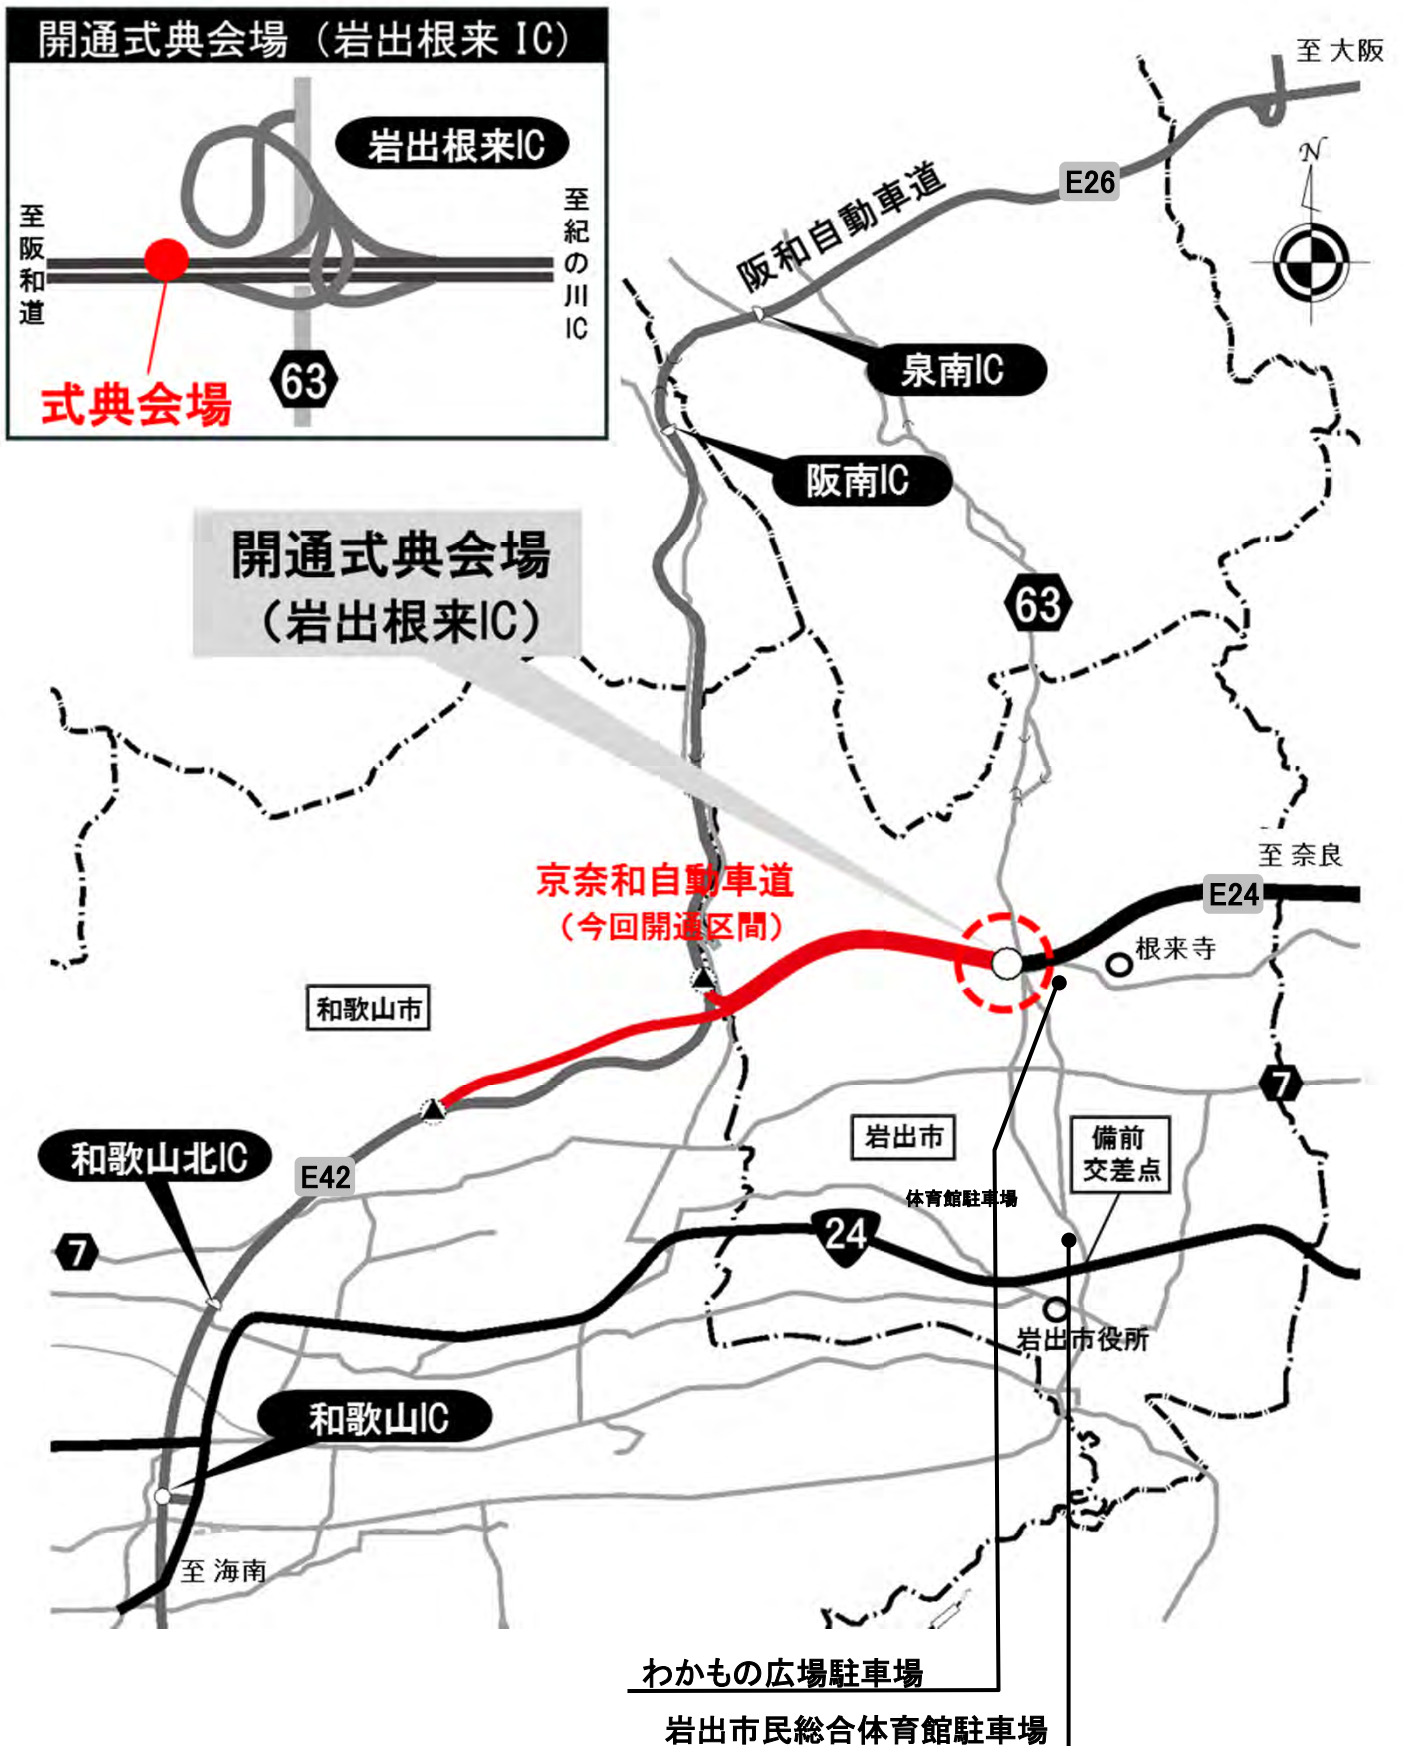 開通式典会場（岩出根来 IC）
岩出根来IC
至阪和道
至紀の川IC
式典会場
63
至 大阪
N
E26
阪和自動車道
泉南IC
阪南IC
開通式典会場
（岩出根来IC）
63
至 奈良
E24
京奈和自動車道
（今回開通区間）
根来寺
和歌山市
7
岩出市
備前
交差点
和歌山北IC
E42
体育館駐車場
7
24
岩出市役所
和歌山IC
至 海南
わかもの広場駐車場
岩出市民総合体育館駐車場